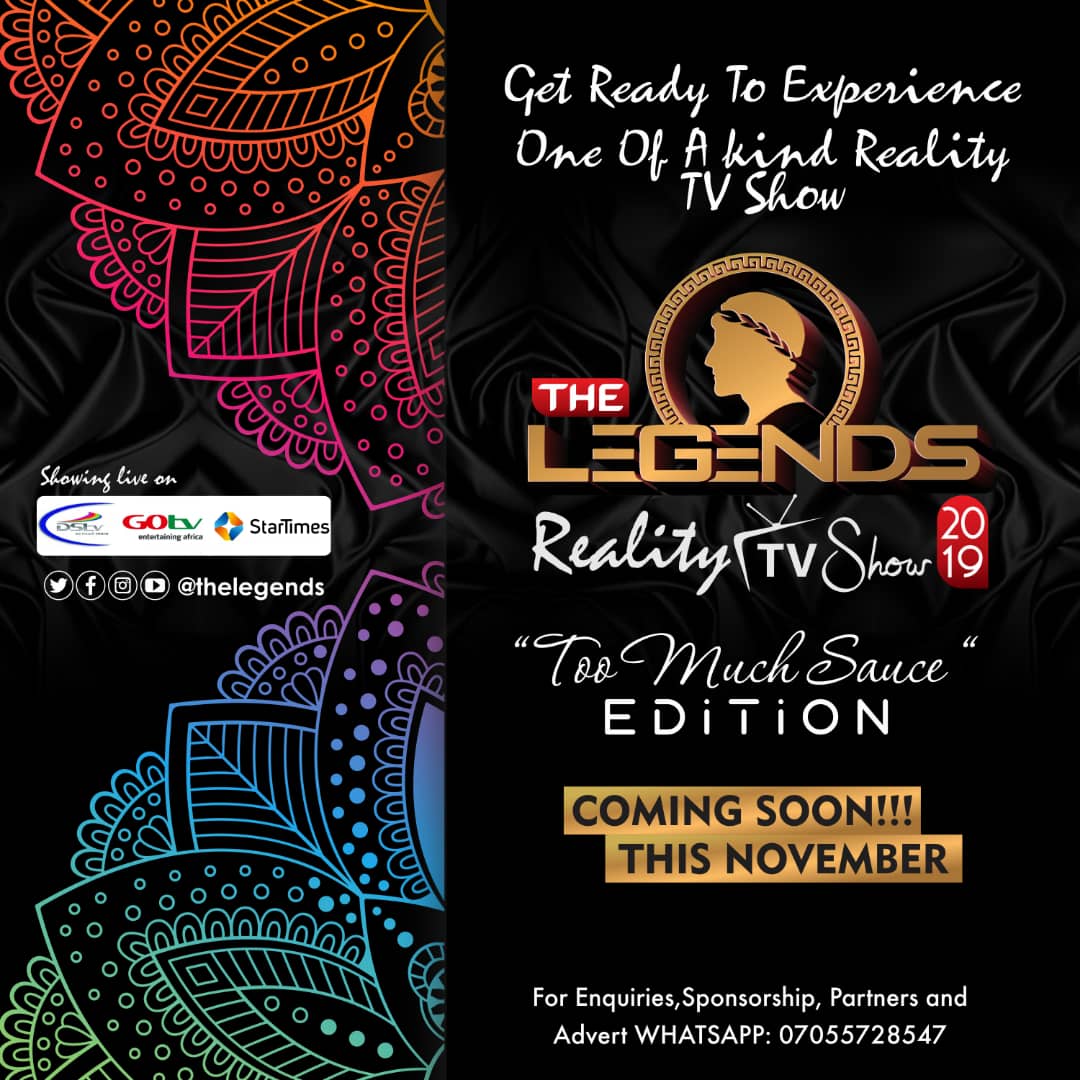 Get Ready To Experience
One Of A kind Reality
TV Show
THE
LEGENDS
Reality TV Show 2019
"Too Much Sauce"
EDiTiON
COMING SOON!!!
THIS NOVEMBER
For Enquiries,Sponsorship, Partners and
Advert WHATSAPP: 07055728547
Showing live on
DStv GOtv StarTimes
entertaining africa
@thelegends